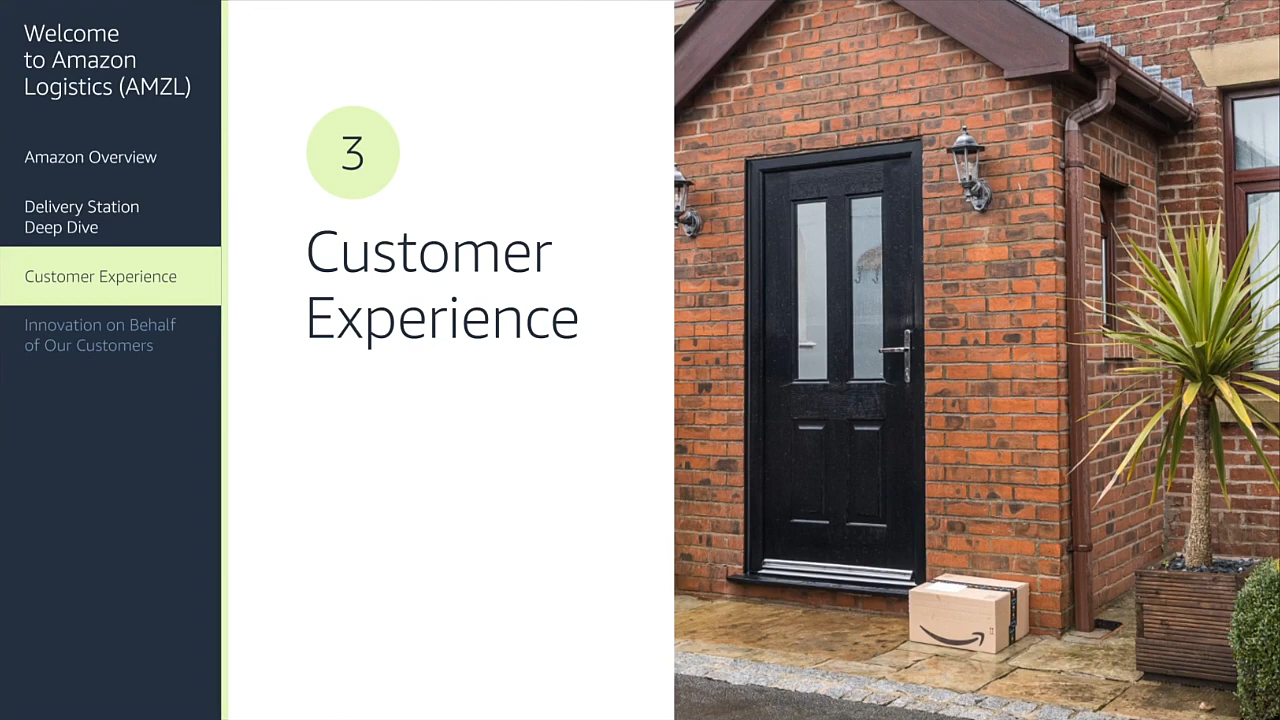 Welcome
to Amazon
Logistics (AMZL)
Amazon Overview
Delivery Station
Deep Dive
Customer Experience
Innovation on Behalf
of Our Customers
3
Customer
Experience